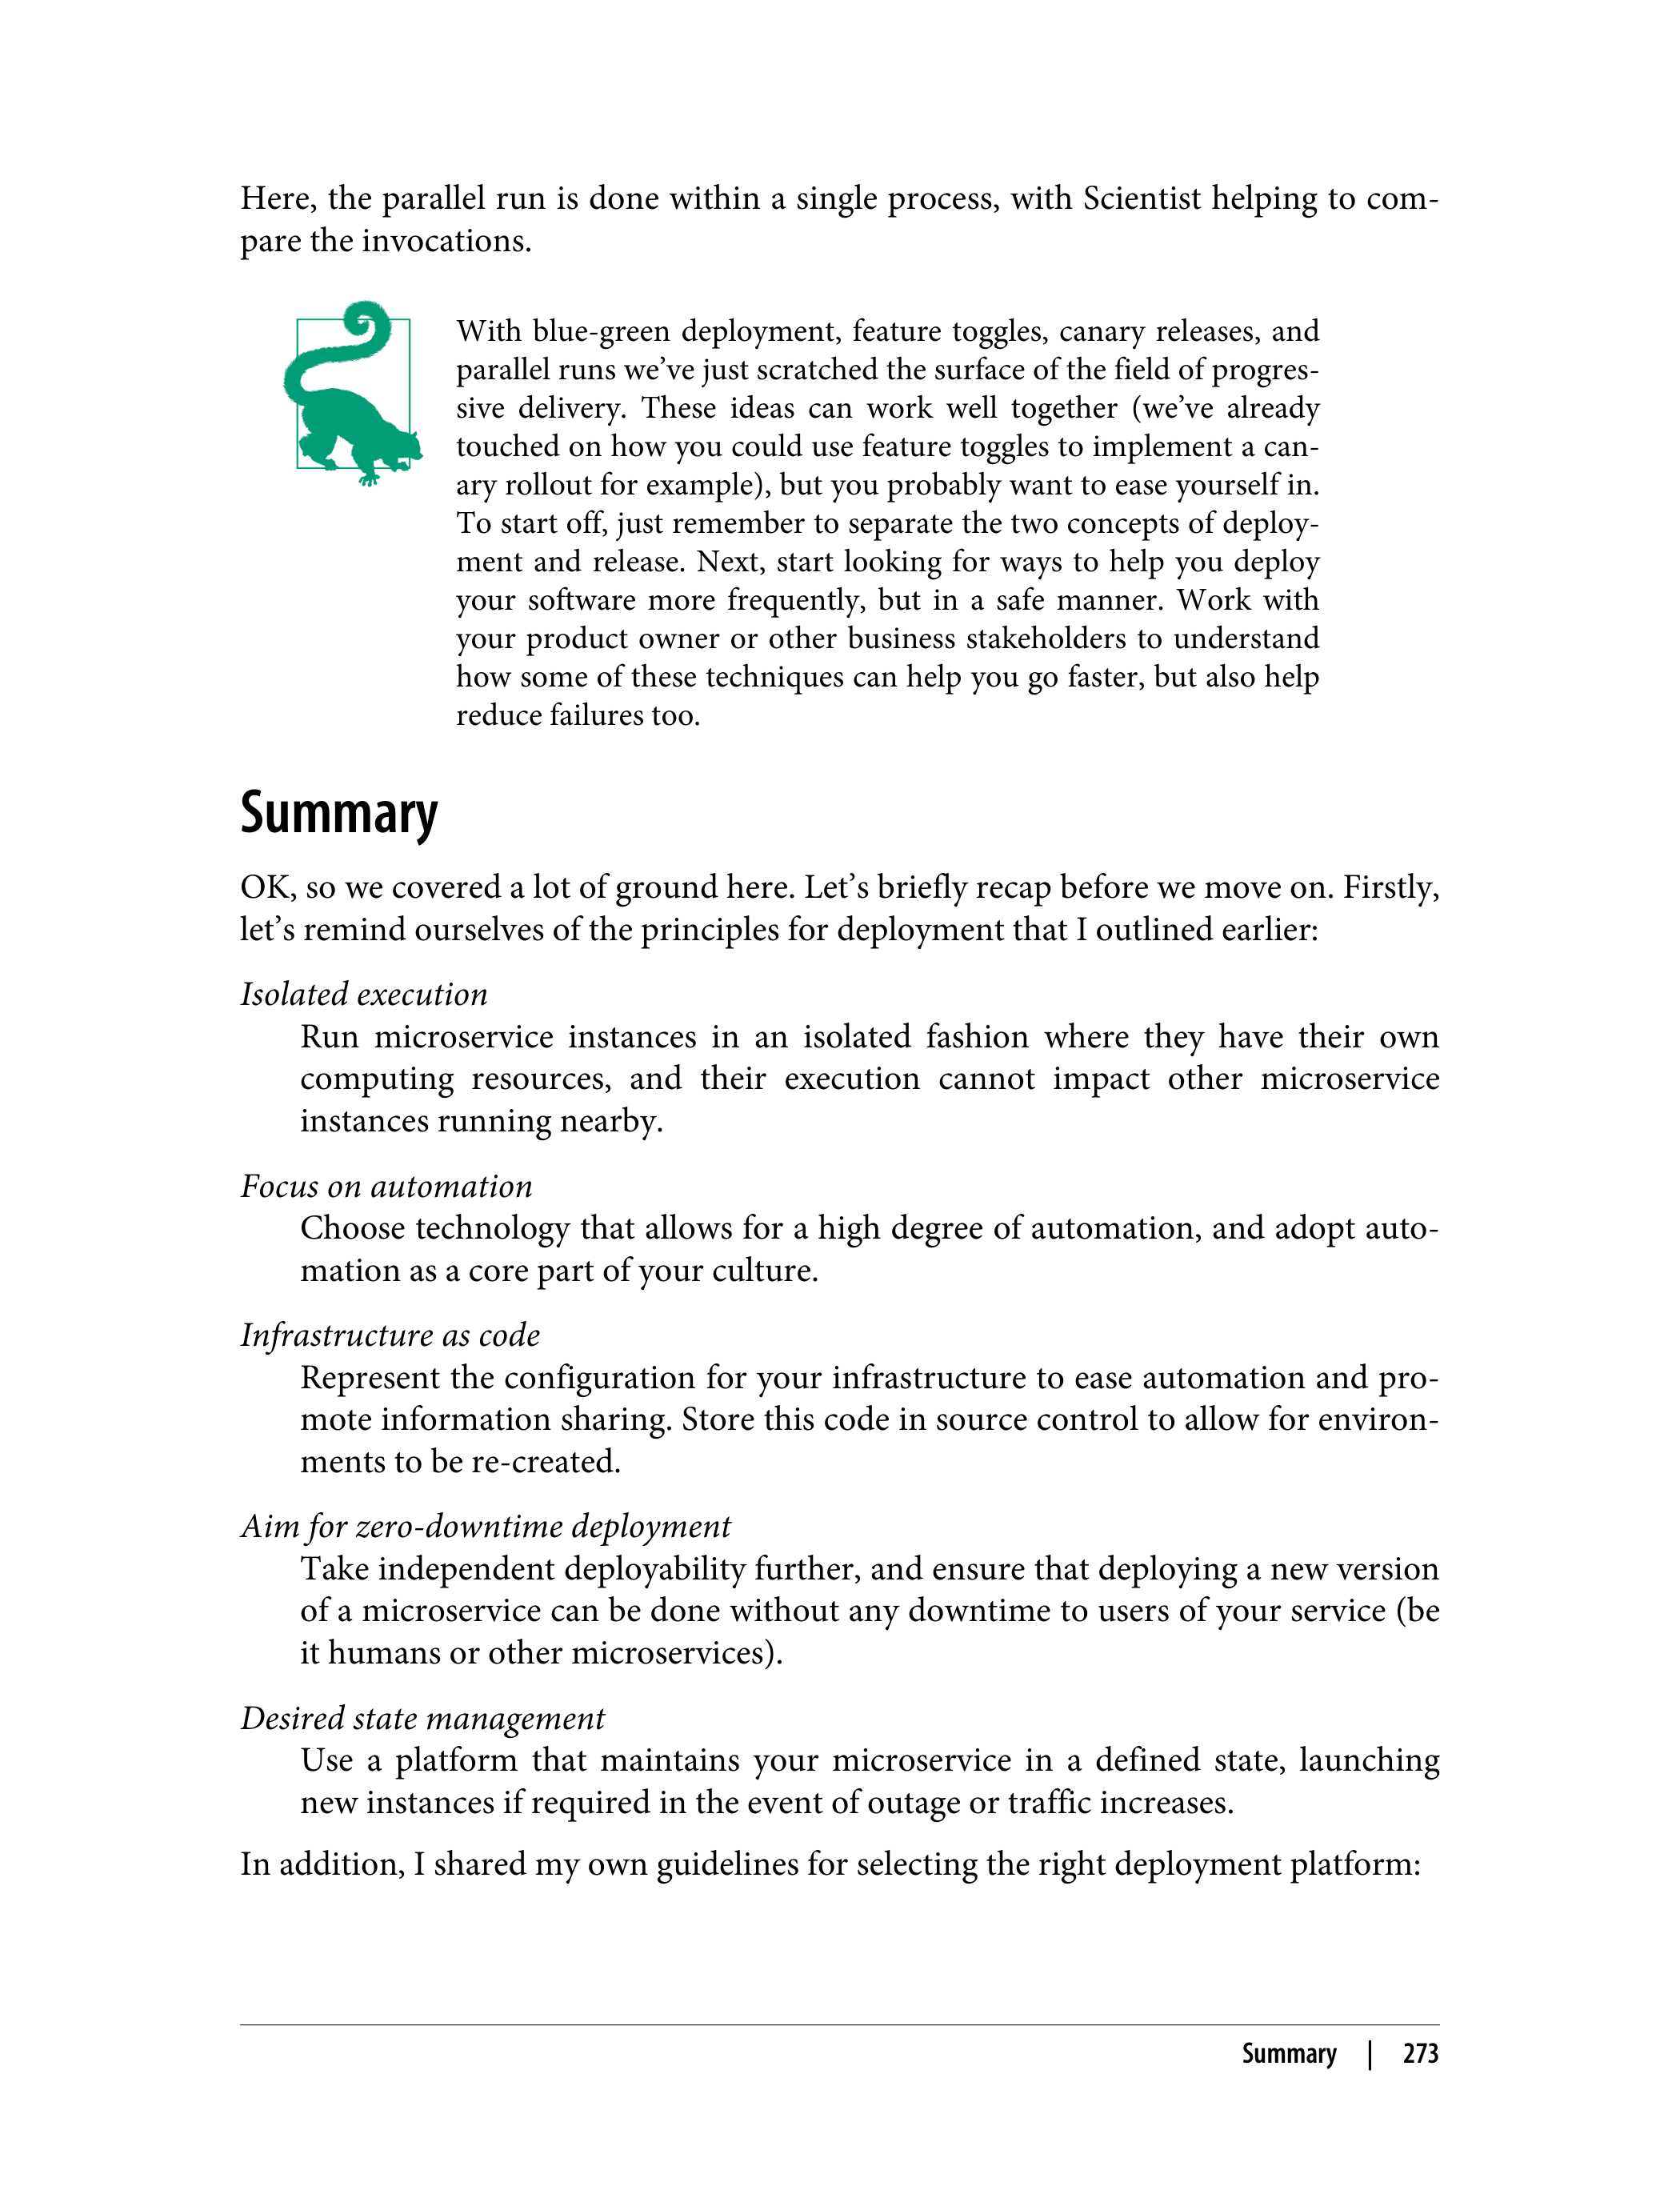 Here, the parallel run is done within a single process, with Scientist helping to com-
pare the invocations.
With blue-green deployment, feature toggles, canary releases, and
parallel runs we’ve just scratched the surface of the field of progres-
sive delivery. These ideas can work well together (we’ve already
touched on how you could use feature toggles to implement a can-
ary rollout for example), but you probably want to ease yourself in.
To start off, just remember to separate the two concepts of deploy-
ment and release. Next, start looking for ways to help you deploy
your software more frequently, but in a safe manner. Work with
your product owner or other business stakeholders to understand
how some of these techniques can help you go faster, but also help
reduce failures too.
Summary
OK, so we covered a lot of ground here. Let’s briefly recap before we move on. Firstly,
let’s remind ourselves of the principles for deployment that I outlined earlier:
Isolated execution
Run microservice instances in an isolated fashion where they have their own
computing resources, and their execution cannot impact other microservice
instances running nearby.
Focus on automation
Choose technology that allows for a high degree of automation, and adopt auto-
mation as a core part of your culture.
Infrastructure as code
Represent the configuration for your infrastructure to ease automation and pro-
mote information sharing. Store this code in source control to allow for environ-
ments to be re-created.
Aim for zero-downtime deployment
Take independent deployability further, and ensure that deploying a new version
of a microservice can be done without any downtime to users of your service (be
it humans or other microservices).
Desired state management
Use a platform that maintains your microservice in a defined state, launching
new instances if required in the event of outage or traffic increases.
In addition, I shared my own guidelines for selecting the right deployment platform:
Summary | 273